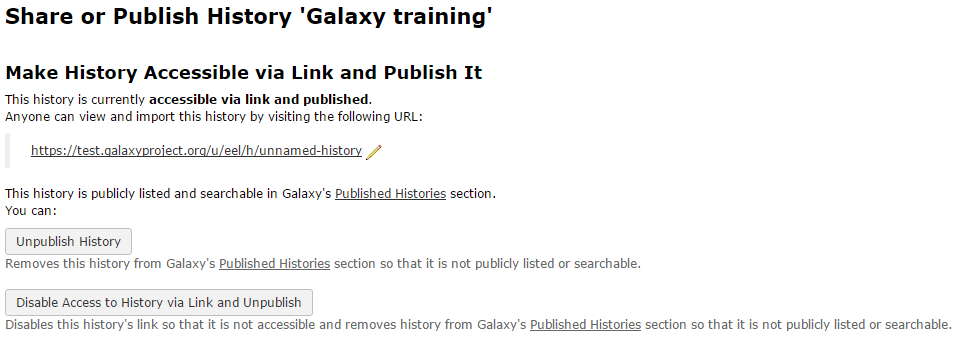 Share or Publish History 'Galaxy training'
Make History Accessible via Link and Publish It
This history is currently accessible via link and published.
Anyone can view and import this history by visiting the following URL:
https://test.galaxyproject.org/u/eel/h/unnamed-history
This history is publicly listed and searchable in Galaxy's Published Histories section.
You can:
Unpublish History
Removes this history from Galaxy's Published Histories section so that it is not publicly listed or searchable.
Disable Access to History via Link and Unpublish
Disables this history's link so that it is not accessible and removes history from Galaxy's Published Histories section so that it is not publicly listed or searchable.